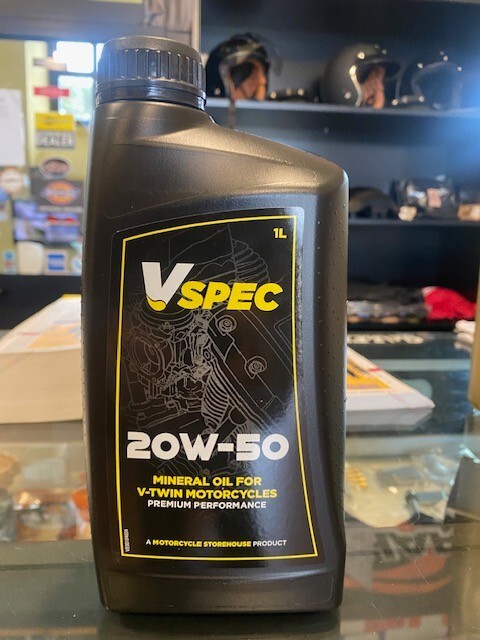 1L
VSPEC
20W-50
MINERAL OIL FOR
V-TWIN MOTORCYCLES
PREMIUM PERFORMANCE
A MOTORCYCLE STOREHOUSE PRODUCT